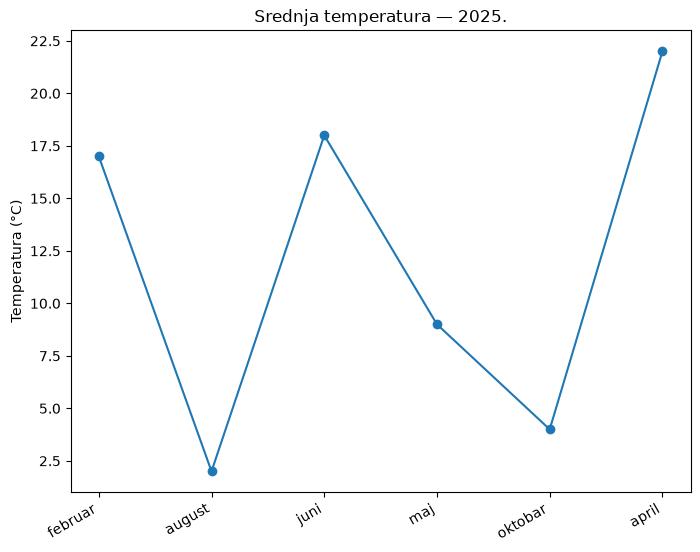 Srednja temperatura — 2025.
Temperatura (°C)
22.5
20.0
17.5
15.0
12.5
10.0
7.5
5.0
2.5
februar
august
juni
maj
oktobar
april